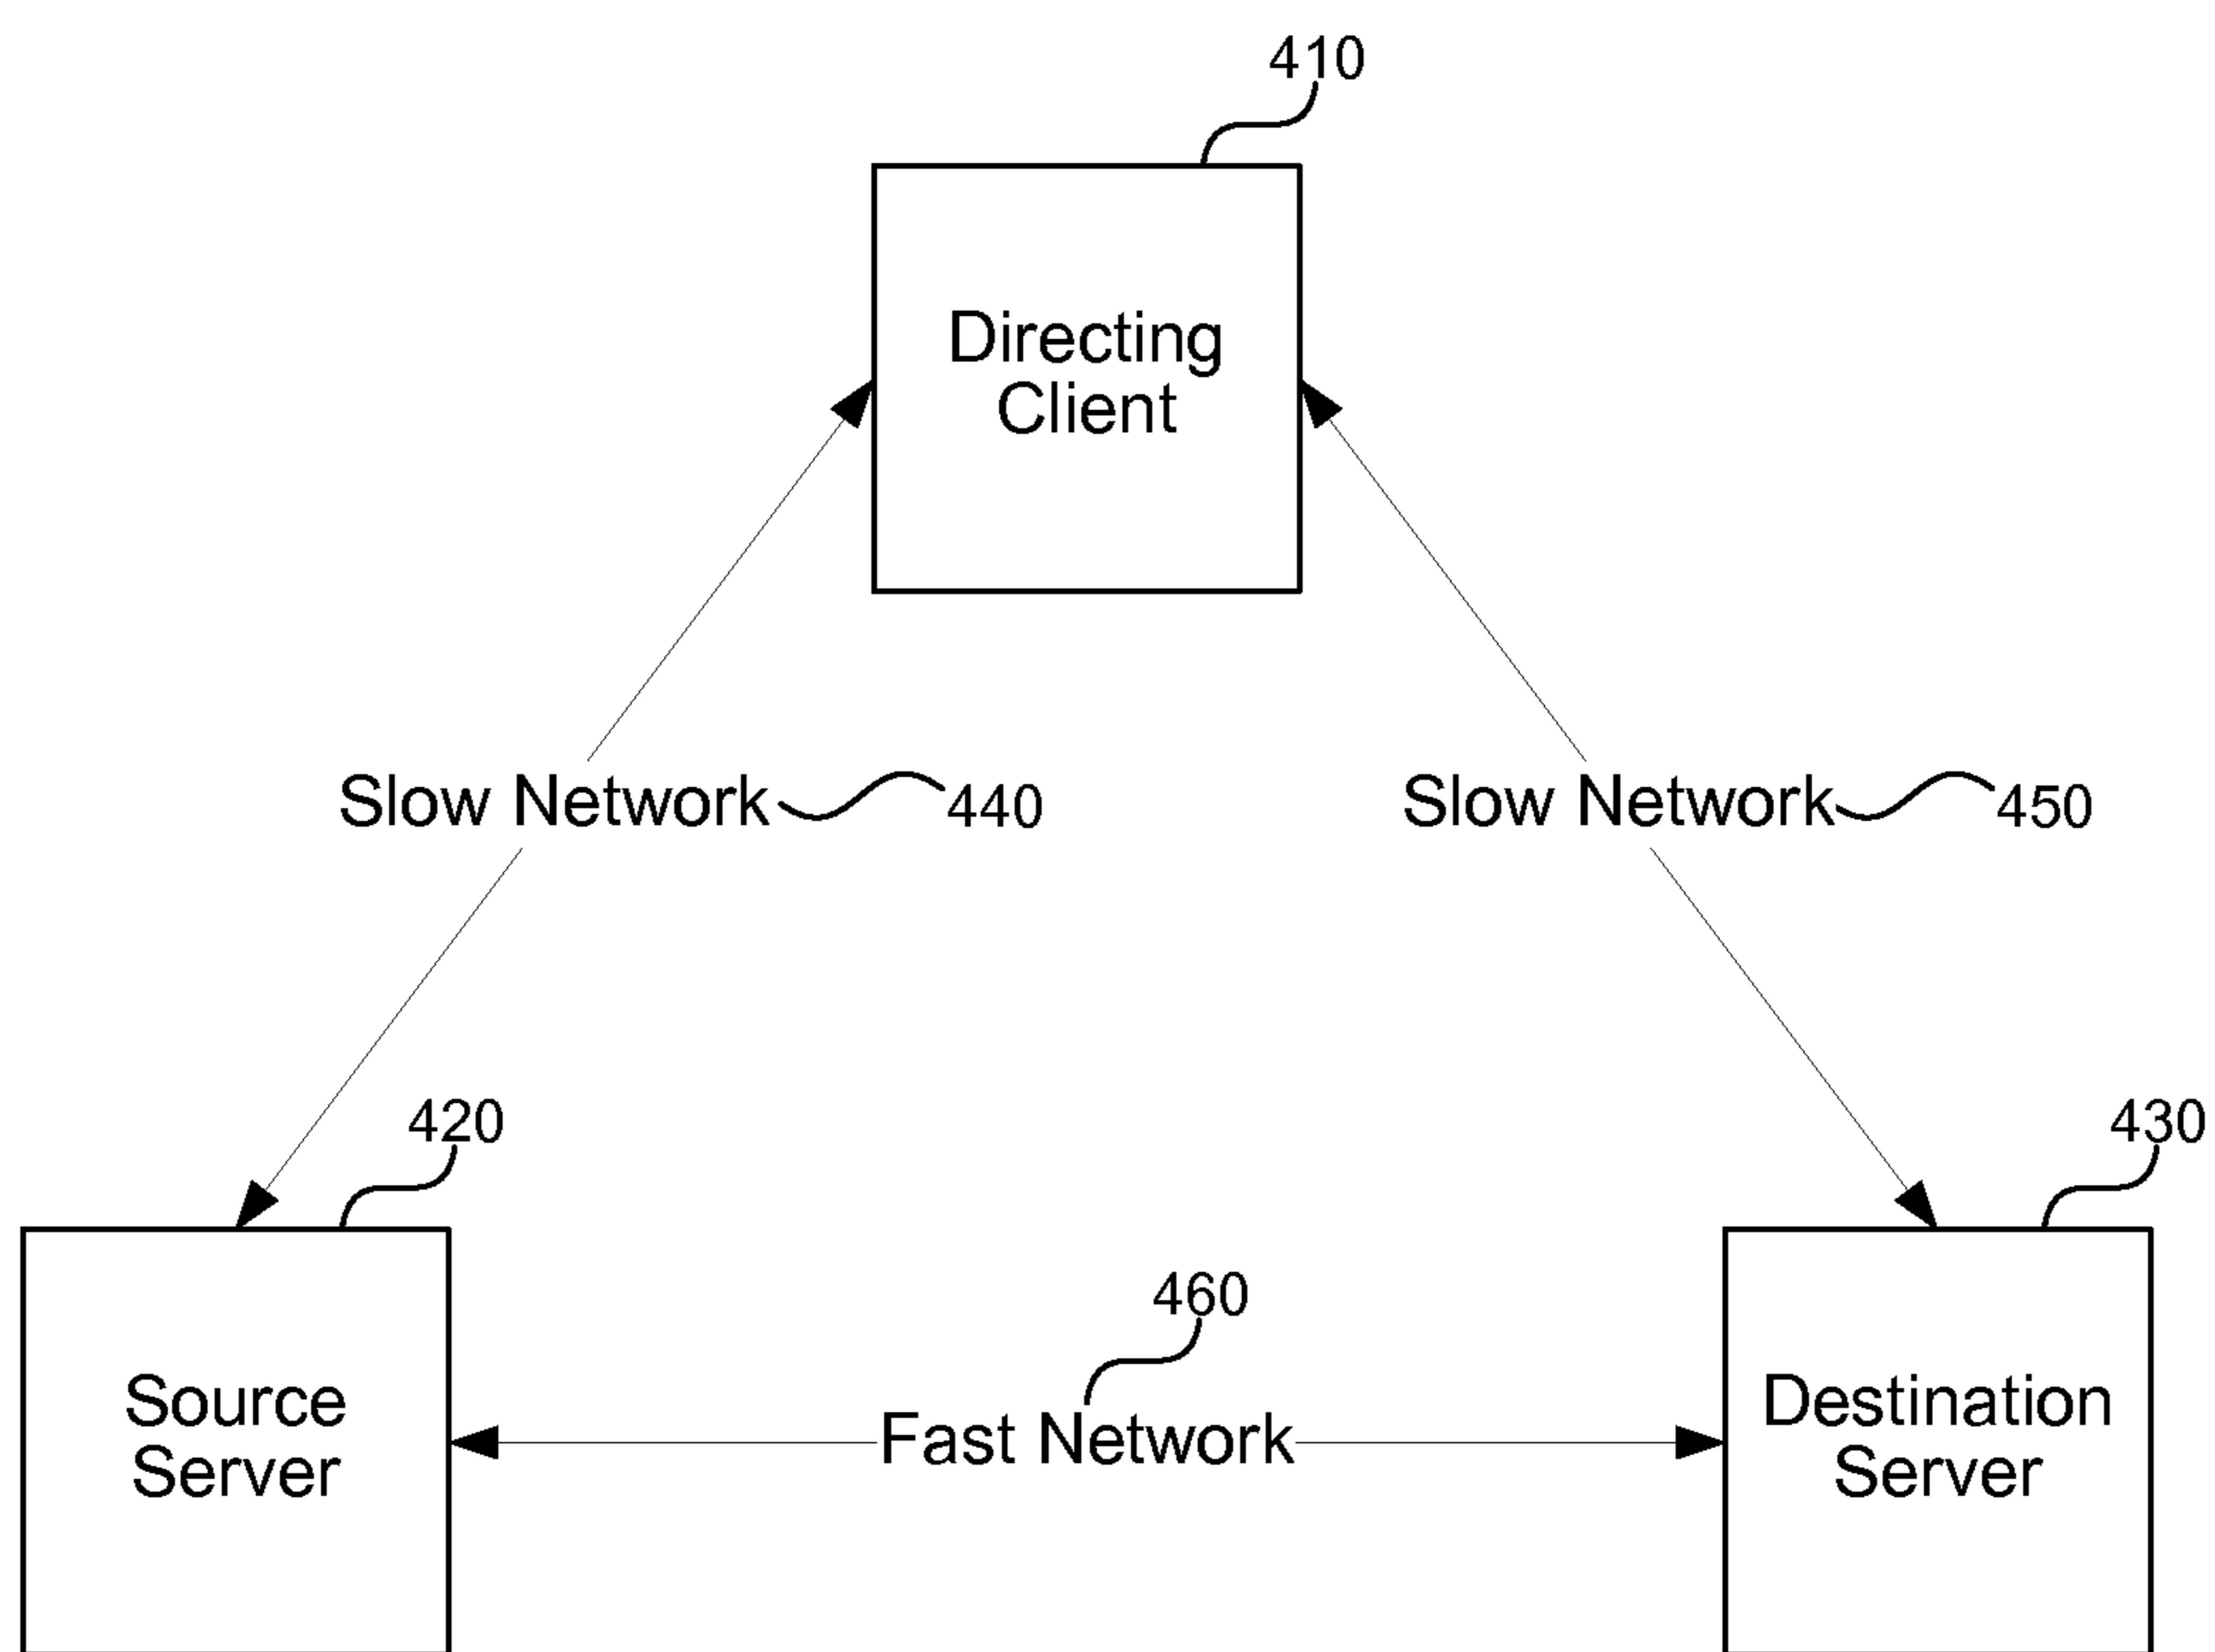 410
Directing
Client
Slow Network
440
Slow Network
450
420
430
460
Source
Server
Fast Network
Destination
Server